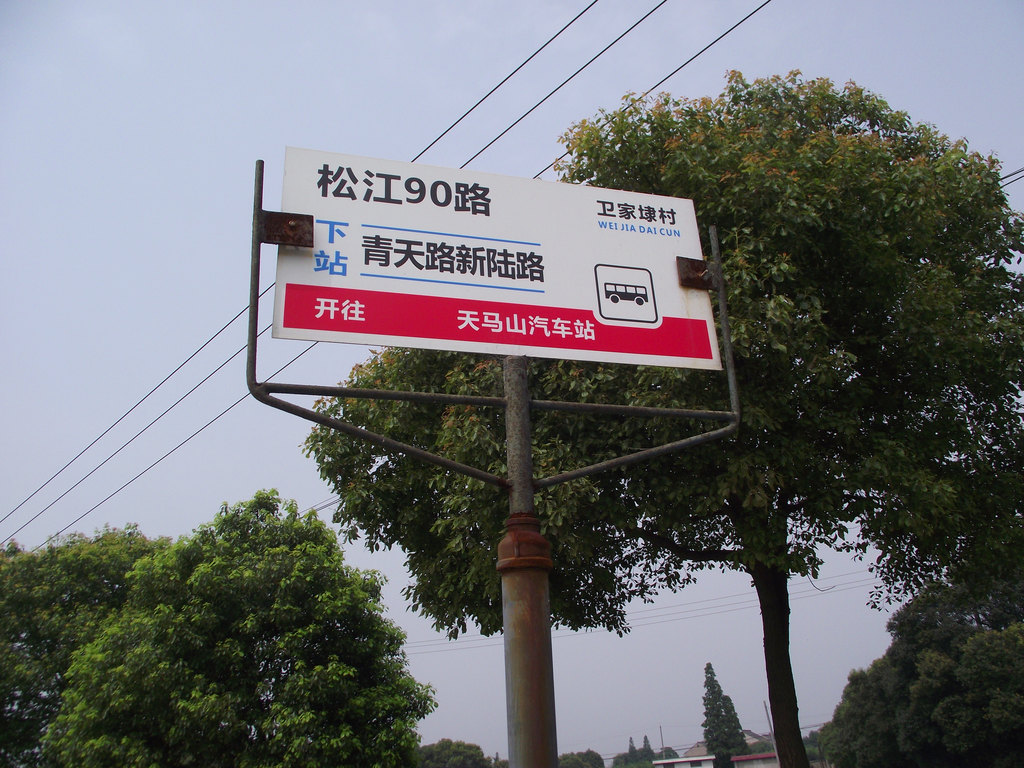 松江90路
卫家埭村
WEI JIA DAI CUN
下站
青天路新陆路
开往 天马山汽车站